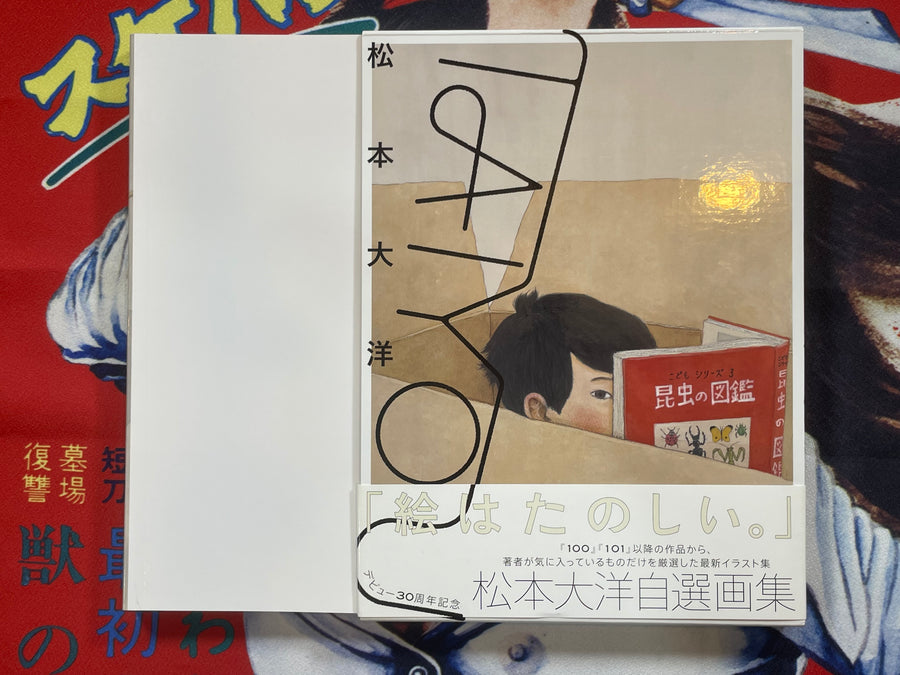 スケバ
松本大洋
TAIYO
こども シリーズ 3
昆虫の図鑑
昆虫の図鑑
「絵はたのしい。」
『100』『101』以降の作品から、
著者が気に入っているものだけを厳選した最新イラスト集
デビュー30周年記念
松本大洋自選画集
墓場
復讐
短刀
最初
獣の
わ